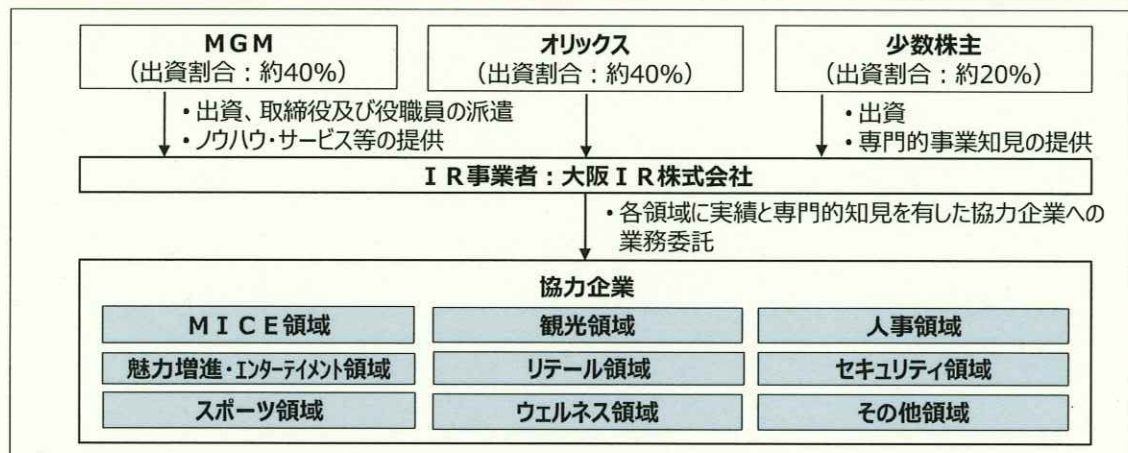 ＭＧＭ
（出資割合：約40%）
オリックス
（出資割合：約40%）
少数株主
（出資割合：約20%）
・出資、取締役及び役職員の派遣
・ノウハウ・サービス等の提供
・出資
・専門的事業知見の提供
ＩＲ事業者：大阪ＩＲ株式会社
・各領域に実績と専門的知見を有した協力企業への
業務委託
協力企業
ＭＩＣＥ領域
観光領域
人事領域
魅力増進・エンターテイメント領域
リテール領域
セキュリティ領域
スポーツ領域
ウェルネス領域
その他領域